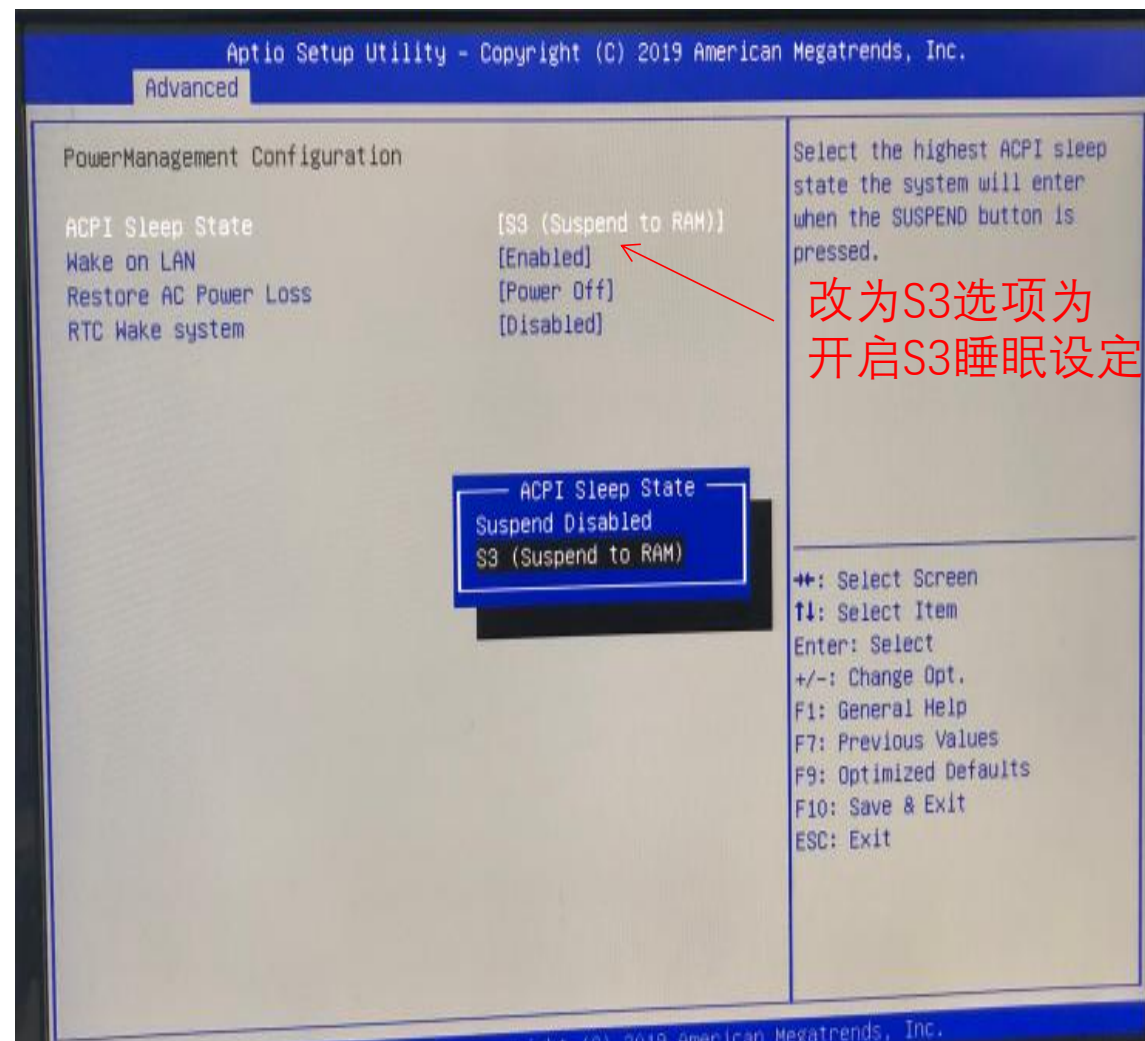 Aptio Setup Utility - Copyright (C) 2019 American Megatrends, Inc.
Advanced
PowerManagement Configuration
ACPI Sleep State [S3 (Suspend to RAM)]
Wake on LAN [Enabled]
Restore AC Power Loss [Power Off]
RTC Wake system [Disabled]
Select the highest ACPI sleep
state the system will enter
when the SUSPEND button is
pressed.
改为S3选项为
开启S3睡眠设定
ACPI Sleep State
Suspend Disabled
S3 (Suspend to RAM)
→←: Select Screen
↑↓: Select Item
Enter: Select
+/-: Change Opt.
F1: General Help
F7: Previous Values
F9: Optimized Defaults
F10: Save & Exit
ESC: Exit
2019 American Megatrends, Inc.